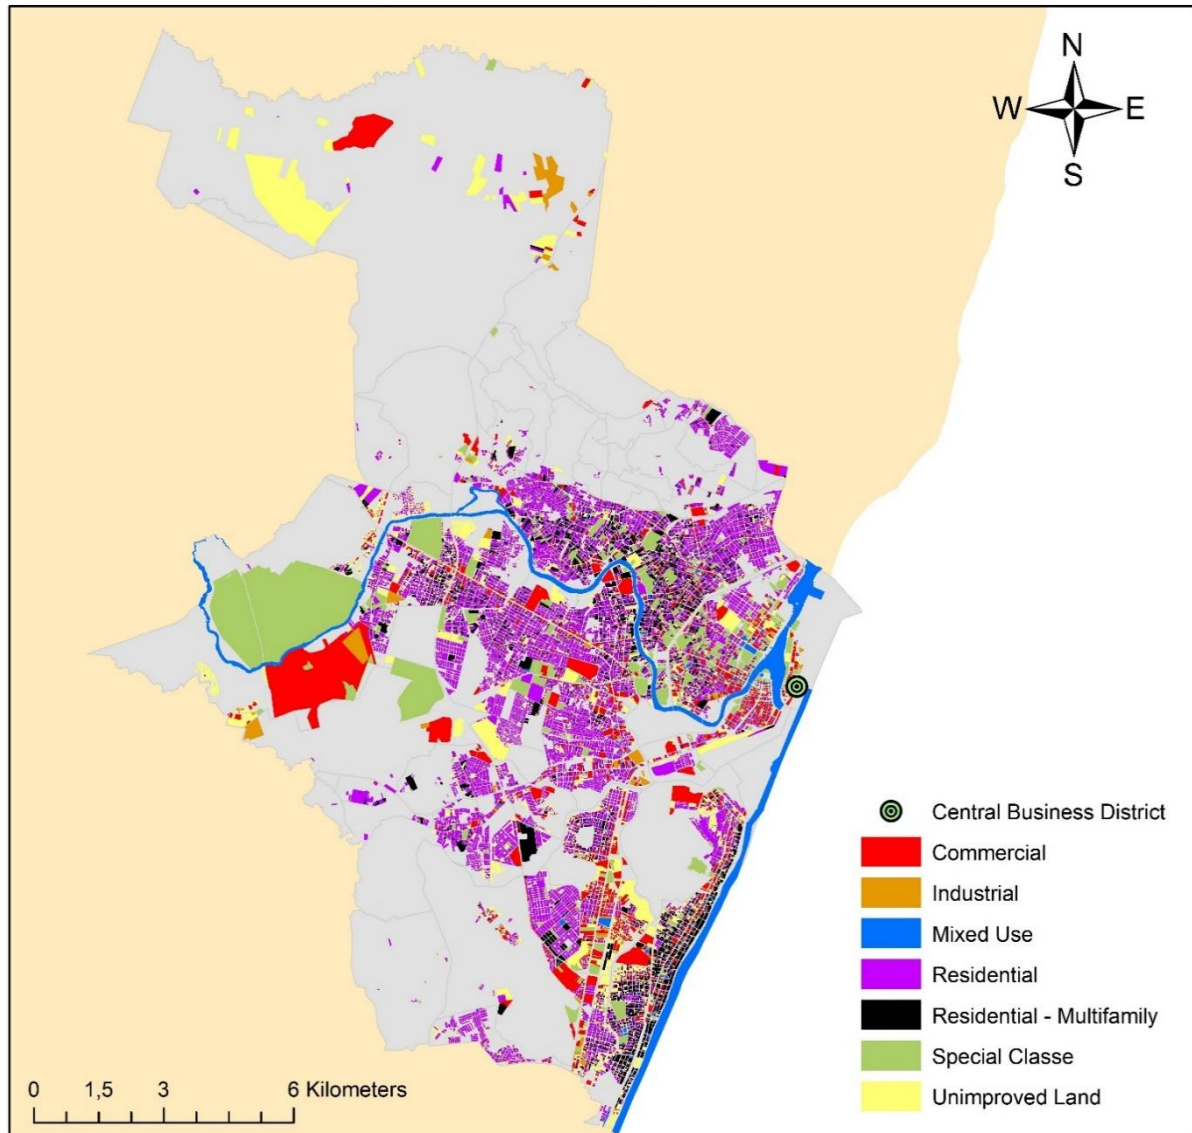 N
W E
S
Central Business District
Commercial
Industrial
Mixed Use
Residential
Residential - Multifamily
Special Classe
Unimproved Land
0 1,5 3 6 Kilometers